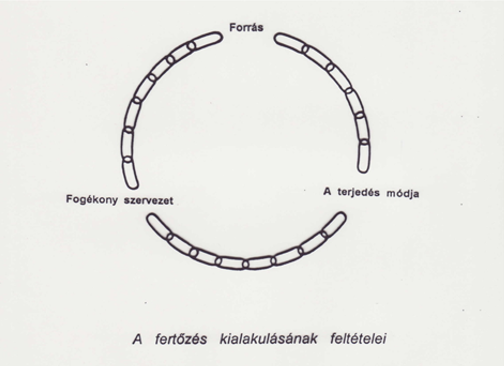 Forrás
A terjedés módja
Fogékony szervezet
A fertőzés kialakulásának feltételei